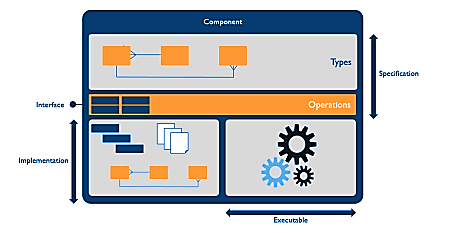 Component
Types
Specification
Interface
Operations
Implementation
Executable